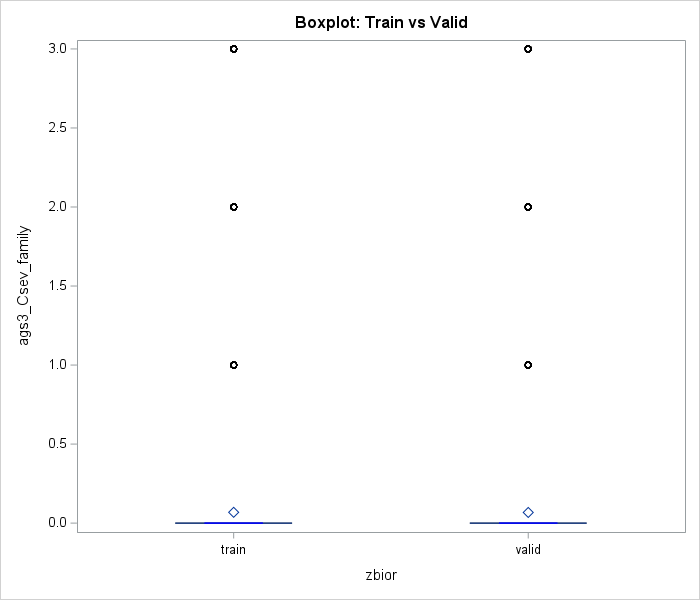 Boxplot: Train vs Valid
3.0
2.5
2.0
1.5
1.0
0.5
0.0
ags3_Csev_family
train
valid
zbior